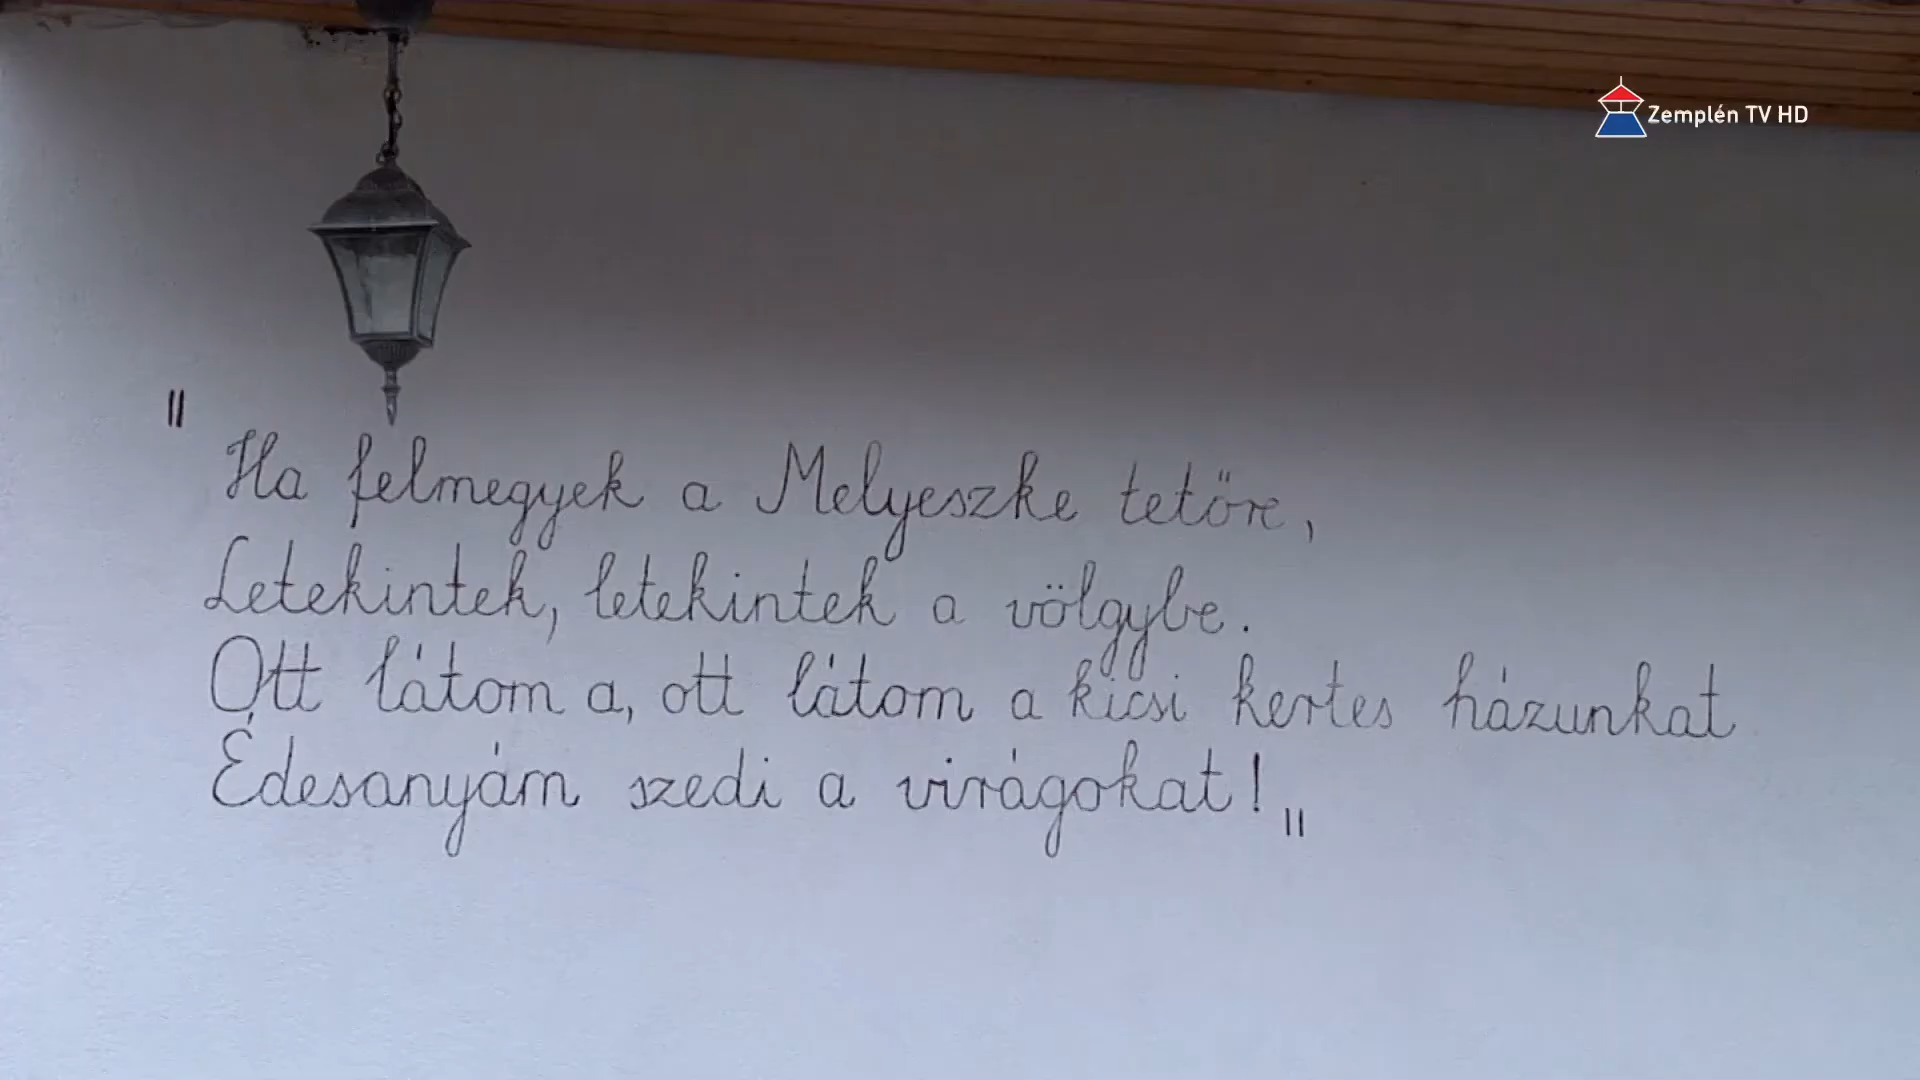 Zemplén TV HD
"Ha felmegyek a Melyeszke tetőre,
Letekintek, letekintek a völgybe.
Ott látom a, ott látom a kicsi kertes házunkat
Édesanyám szedi a virágokat!"